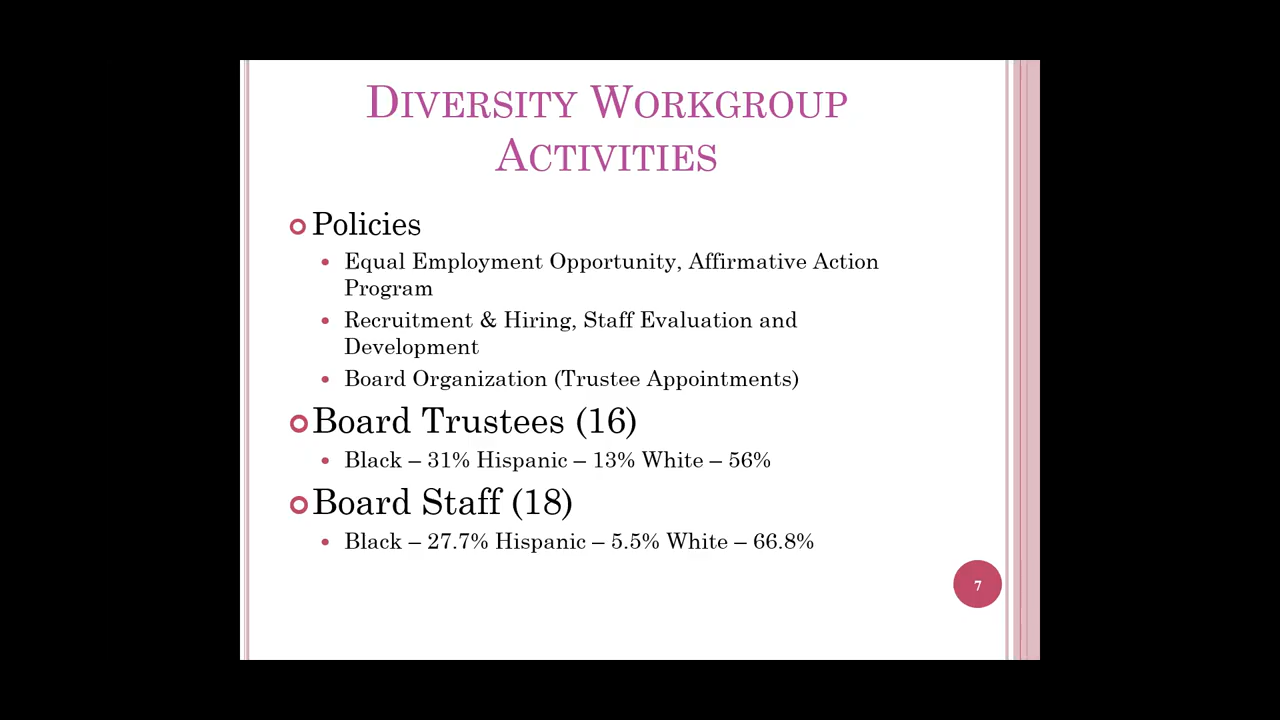 DIVERSITY WORKGROUP
ACTIVITIES
Policies
• Equal Employment Opportunity, Affirmative Action
Program
• Recruitment & Hiring, Staff Evaluation and
Development
• Board Organization (Trustee Appointments)
Board Trustees (16)
• Black – 31% Hispanic – 13% White – 56%
Board Staff (18)
• Black – 27.7% Hispanic – 5.5% White – 66.8%
7